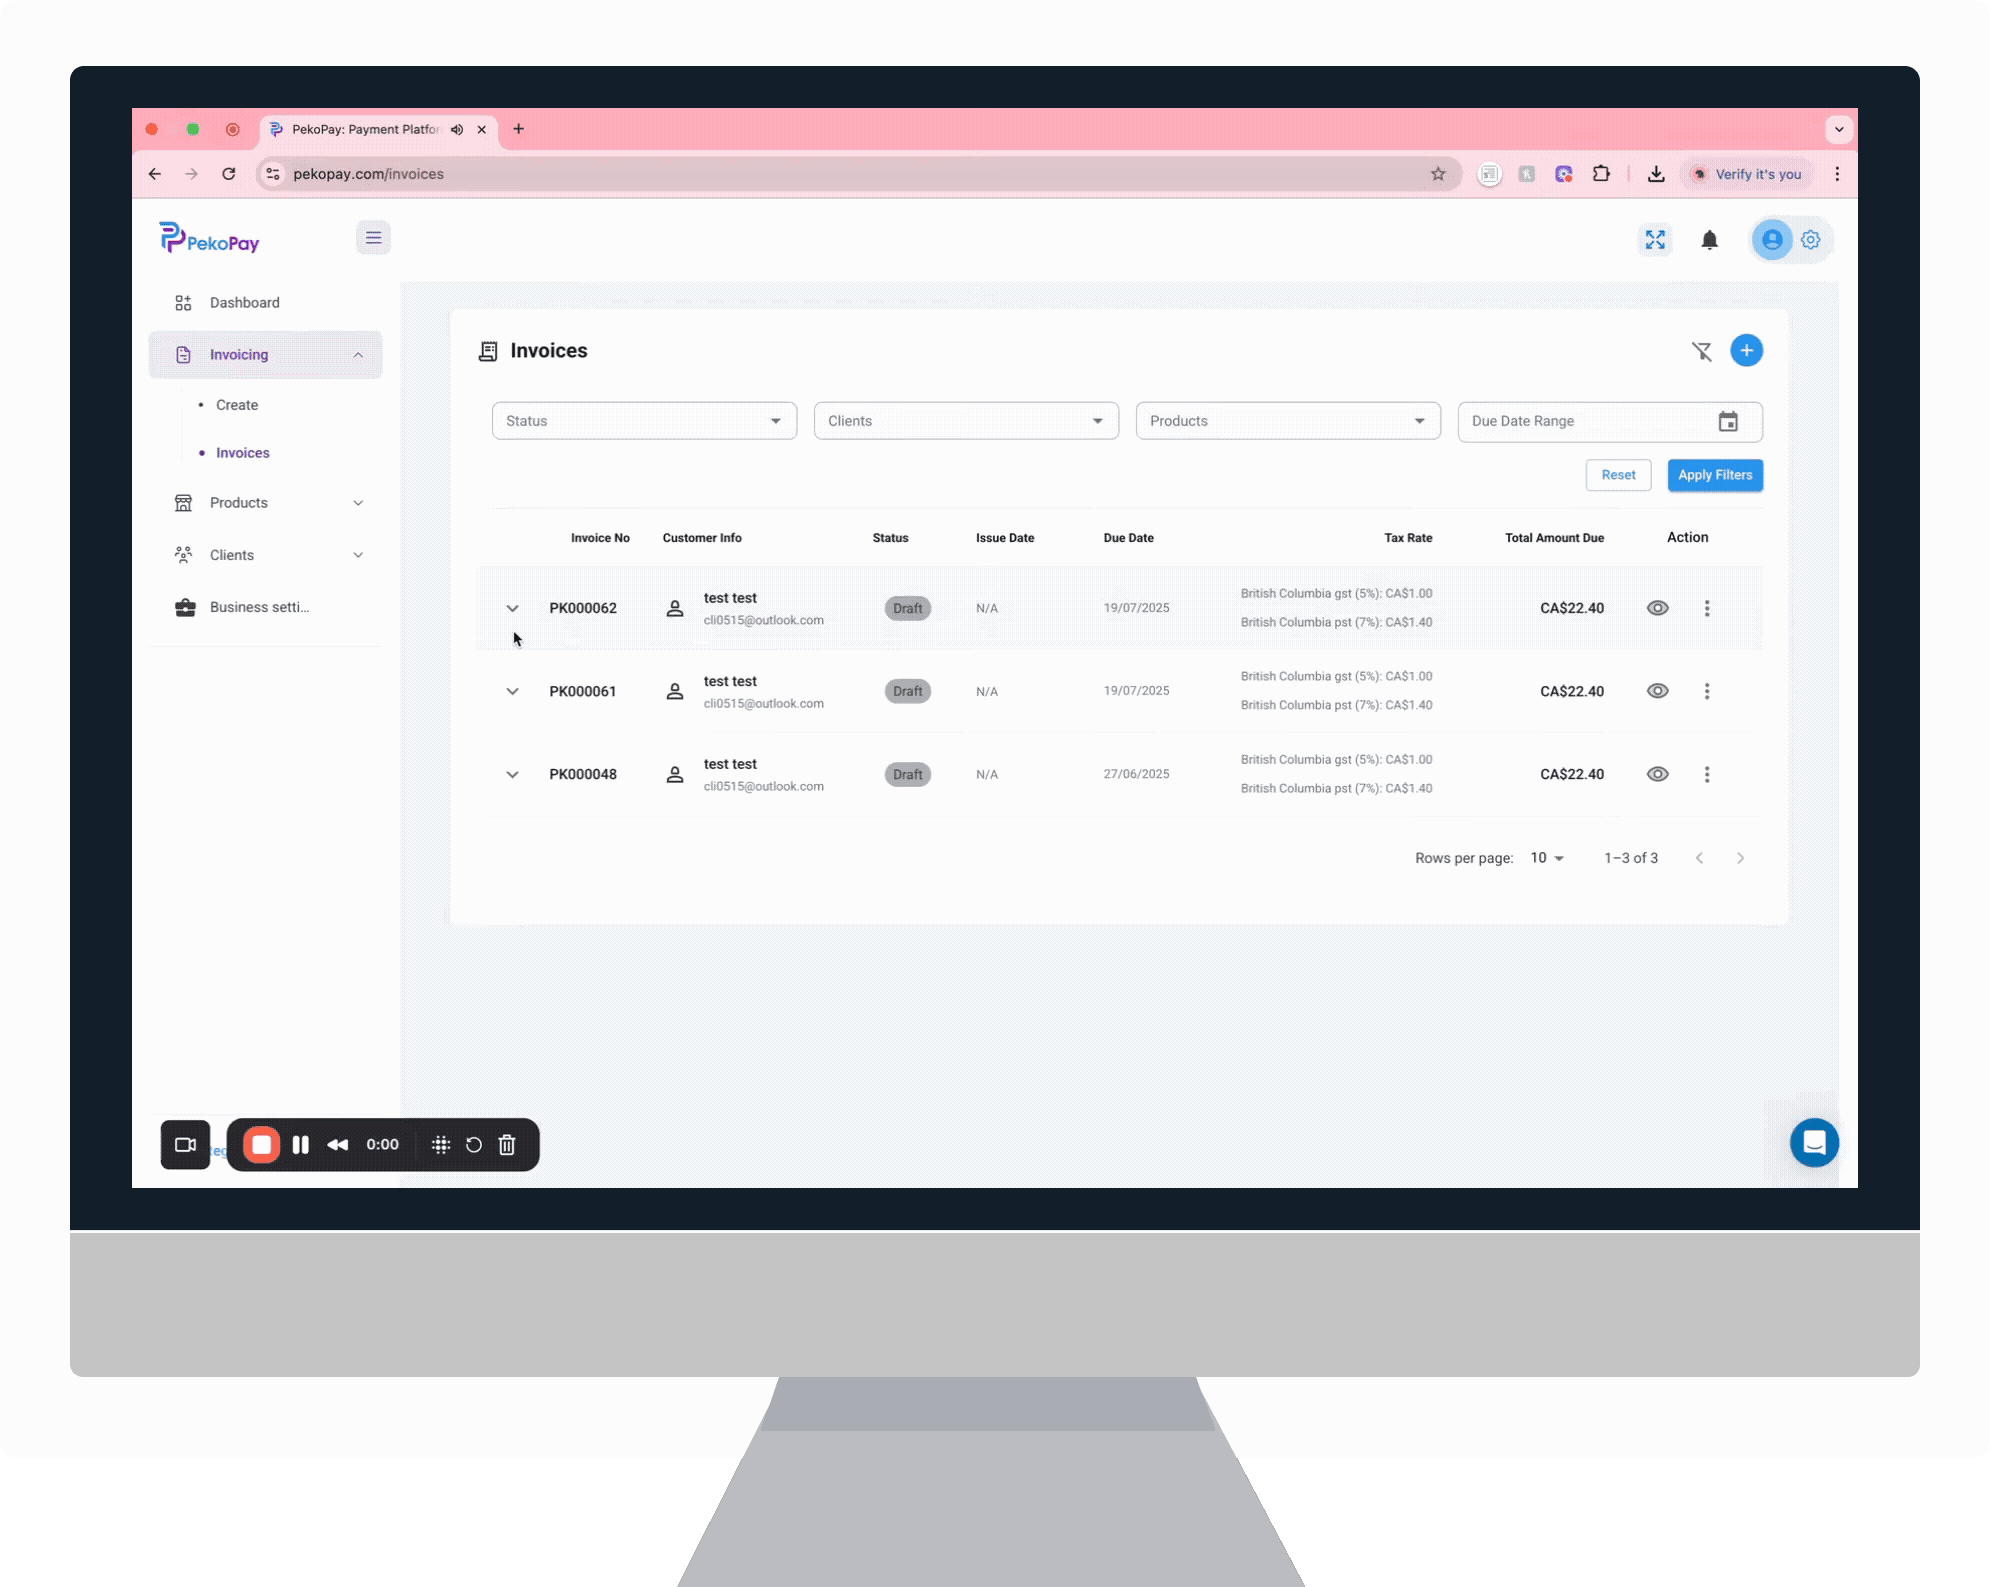 PekoPay: Payment Platfor
pekopay.com/invoices
Verify it's you
PekoPay
Dashboard
Invoicing
Create
Invoices
Products
Clients
Business setti...
Invoices
Status
Clients
Products
Due Date Range
Reset
Apply Filters
Invoice No Customer Info Status Issue Date Due Date Tax Rate Total Amount Due Action
PK000062 test test Draft N/A 19/07/2025 British Columbia gst (5%): CA$1.00 CA$22.40
cli0515@outlook.com British Columbia pst (7%): CA$1.40
PK000061 test test Draft N/A 19/07/2025 British Columbia gst (5%): CA$1.00 CA$22.40
cli0515@outlook.com British Columbia pst (7%): CA$1.40
PK000048 test test Draft N/A 27/06/2025 British Columbia gst (5%): CA$1.00 CA$22.40
cli0515@outlook.com British Columbia pst (7%): CA$1.40
Rows per page: 10 1–3 of 3
0:00